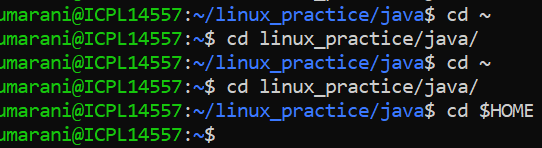 umarani@ICPL14557:~/linux_practice/java$ cd ~
umarani@ICPL14557:~$ cd linux_practice/java/
umarani@ICPL14557:~/linux_practice/java$ cd ~
umarani@ICPL14557:~$ cd linux_practice/java/
umarani@ICPL14557:~/linux_practice/java$ cd $HOME
umarani@ICPL14557:~$